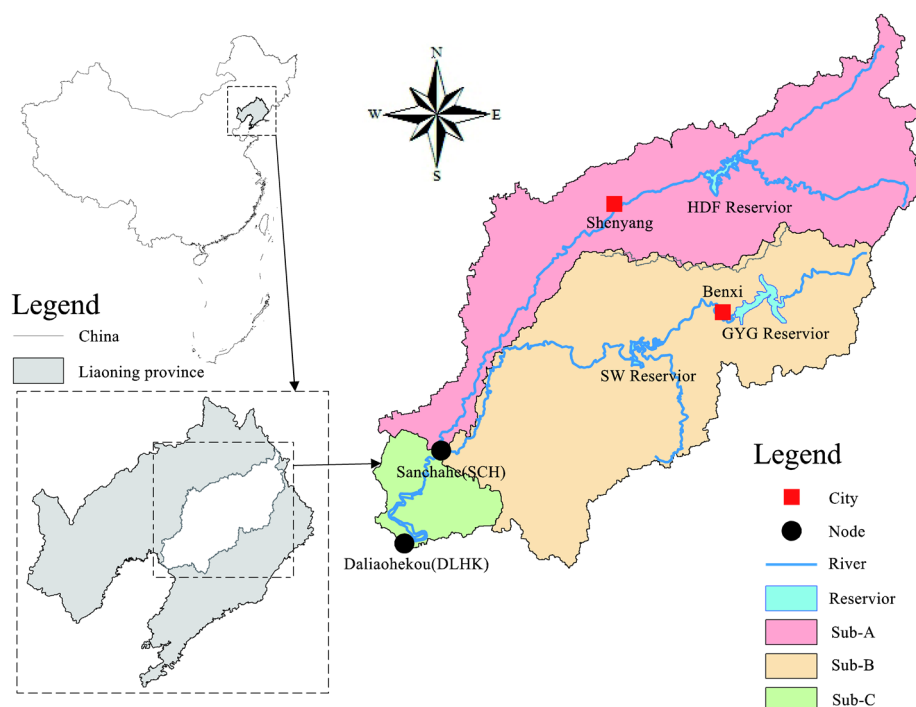 N
W
E
S
Shenyang
HDF Reservior
Benxi
GYG Reservior
SW Reservior
Sanchahe(SCH)
Daliaohekou(DLHK)
Legend
China
Liaoning province
Legend
City
Node
River
Reservior
Sub-A
Sub-B
Sub-C